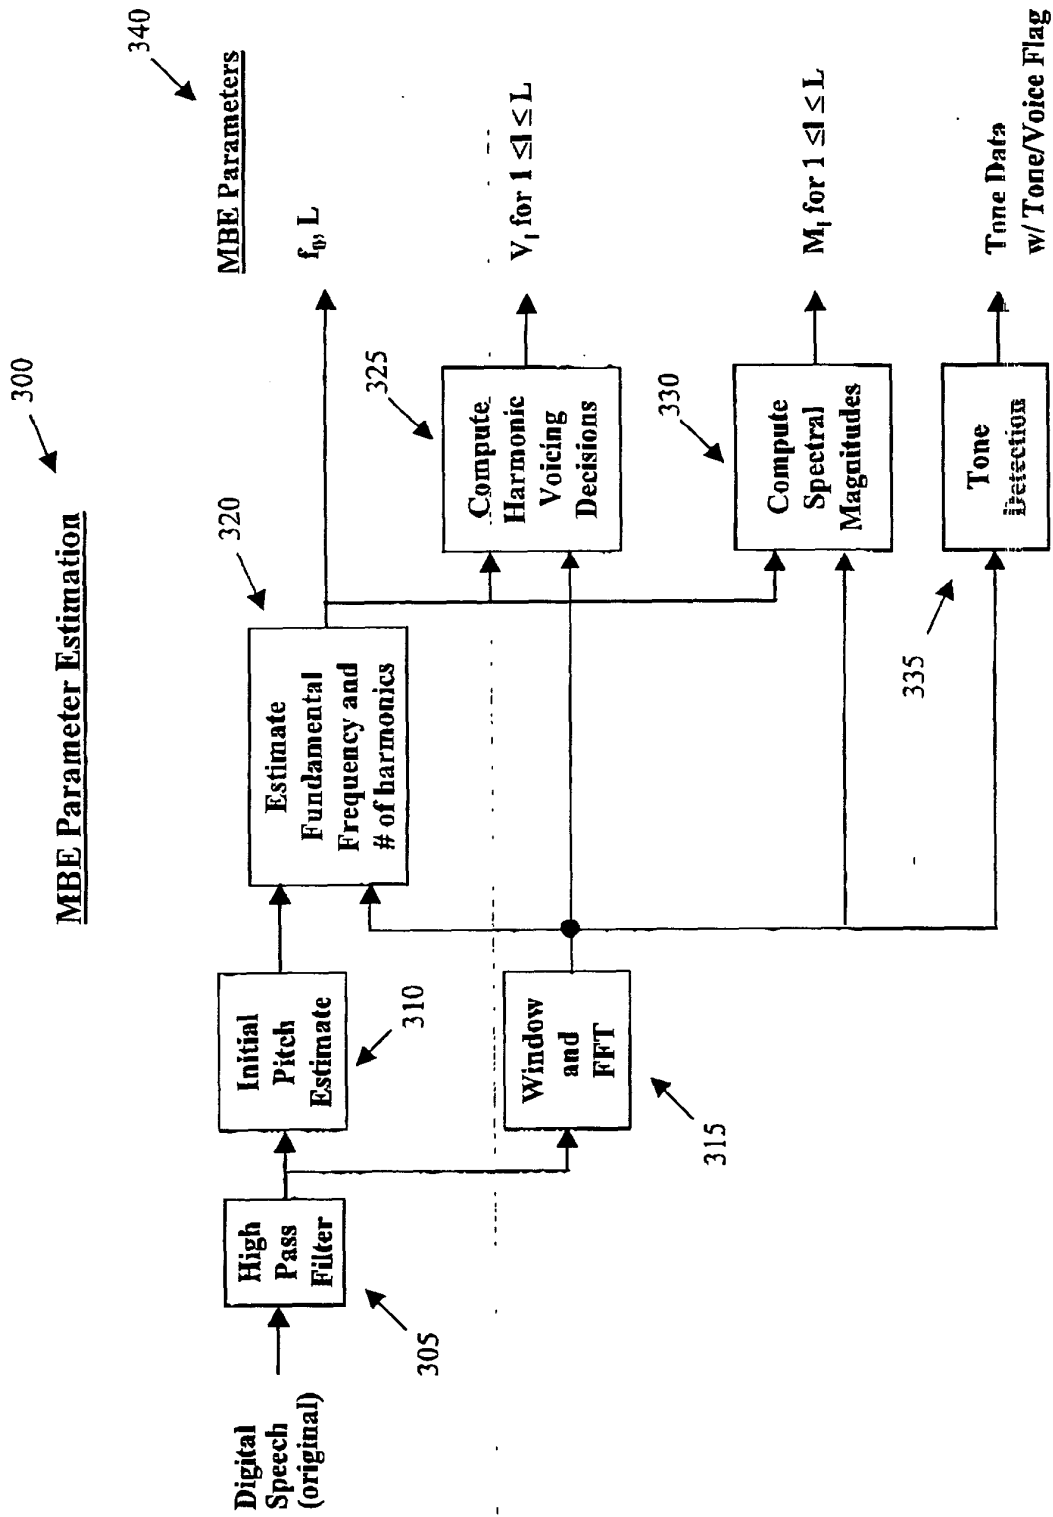 MBE Parameter Estimation
300
340
MBE Parameters
Digital
Speech
(original)
High
Pass
Filter
305
Initial
Pitch
Estimate
310
Estimate
Fundamental
Frequency and
# of harmonics
320
f₀, L
Window
and
FFT
315
Compute
Harmonic
Voicing
Decisions
325
Vₗ for 1 ≤ l ≤ L
Compute
Spectral
Magnitudes
330
Mₗ for 1 ≤ l ≤ L
Tone
Detection
335
Tone Data
w/ Tone/Voice Flag